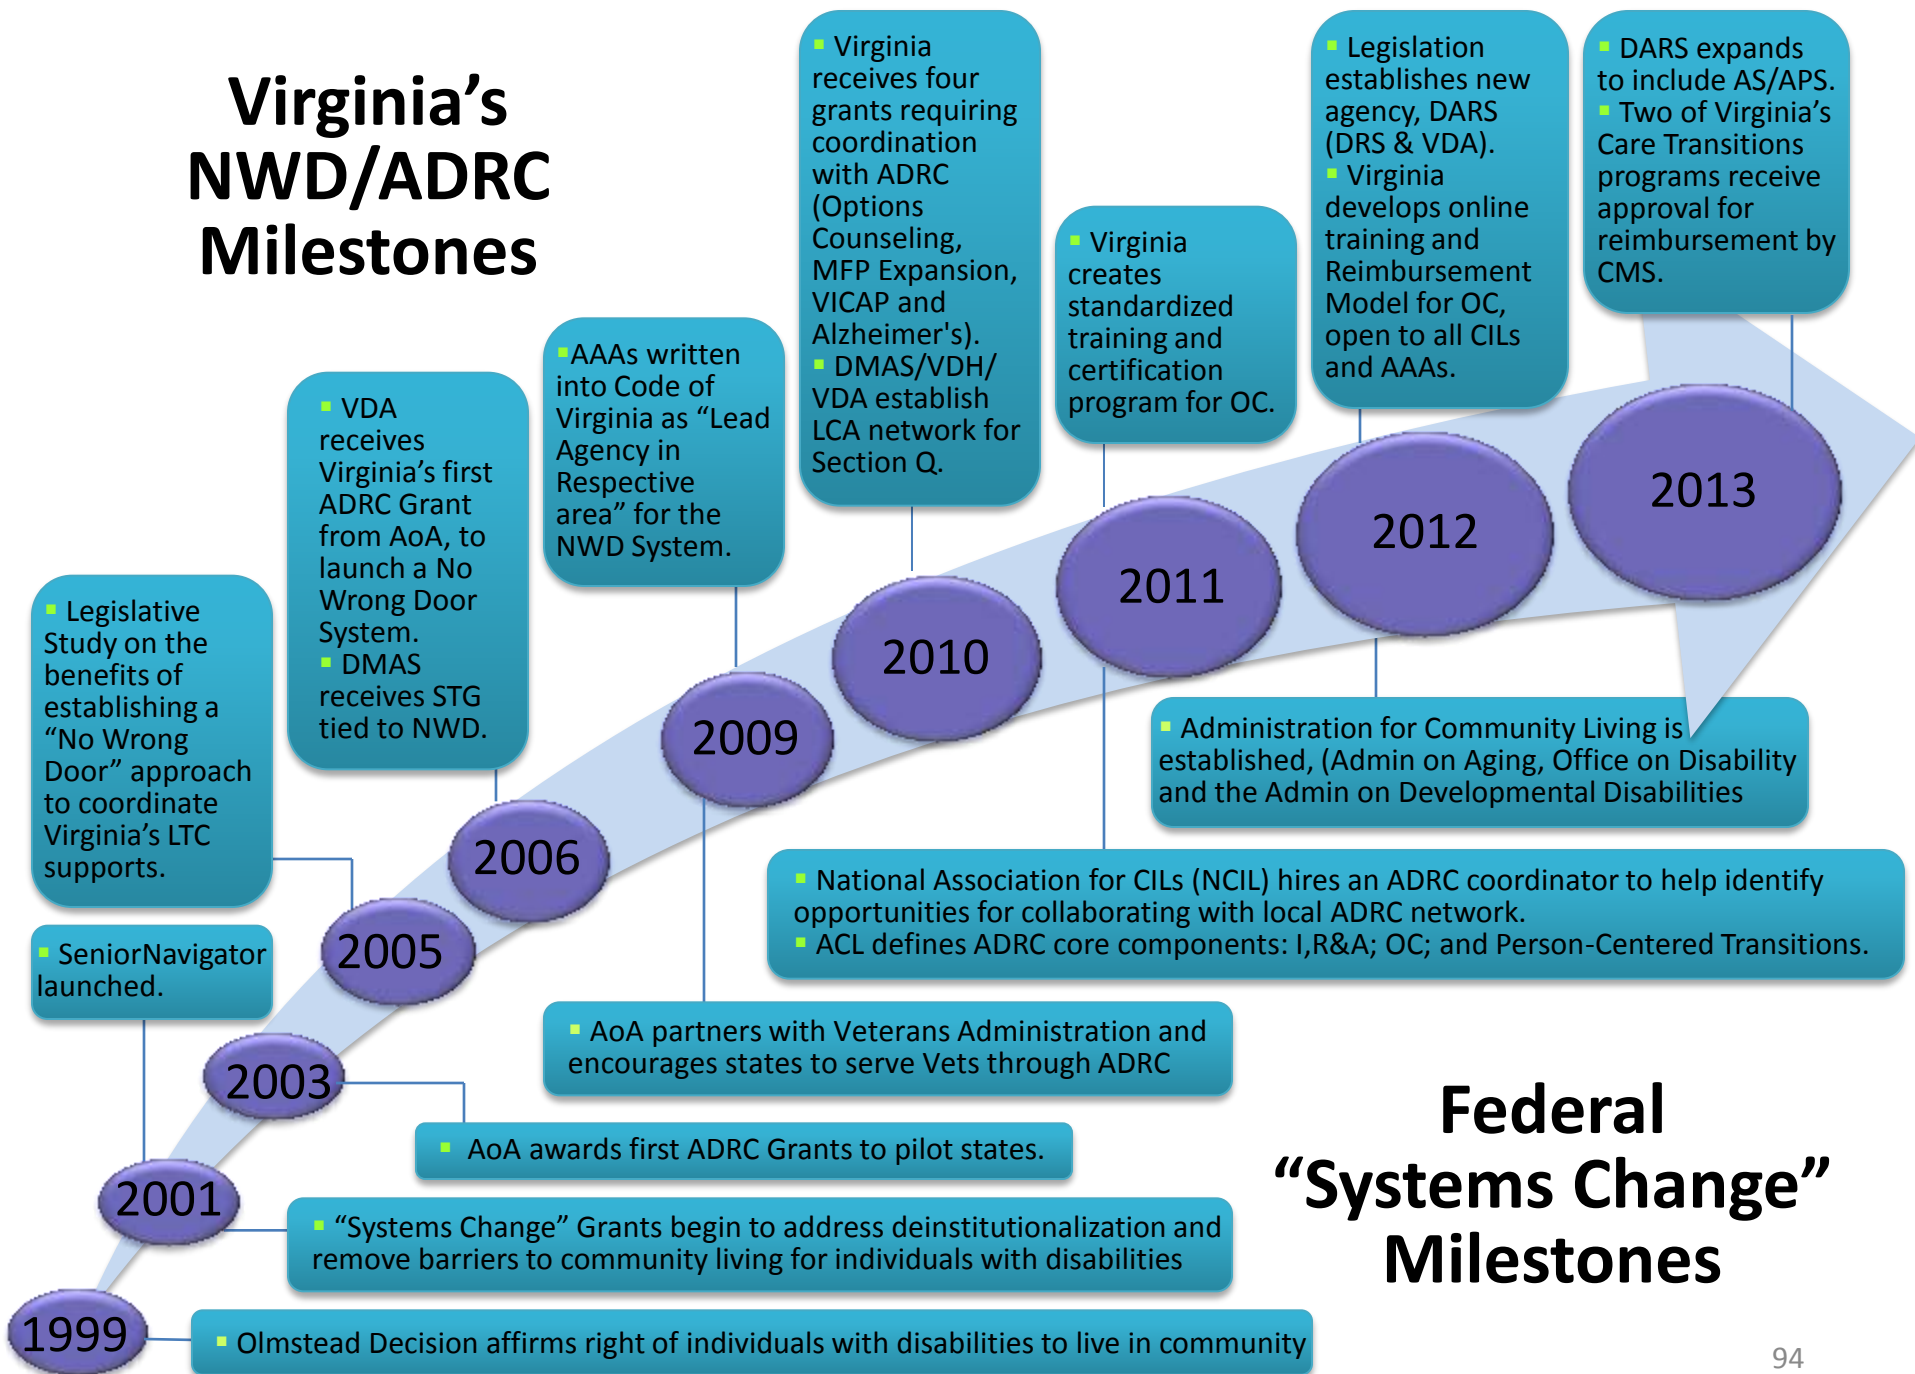 Virginia's
NWD/ADRC
Milestones
▪ Legislative
Study on the
benefits of
establishing a
“No Wrong
Door” approach
to coordinate
Virginia’s LTC
supports.
▪ SeniorNavigator
launched.
▪ VDA
receives
Virginia’s first
ADRC Grant
from AoA, to
launch a No
Wrong Door
System.
▪ DMAS
receives STG
tied to NWD.
▪AAAs written
into Code of
Virginia as “Lead
Agency in
Respective
area” for the
NWD System.
▪ Virginia
receives four
grants requiring
coordination
with ADRC
(Options
Counseling,
MFP Expansion,
VICAP and
Alzheimer's).
▪ DMAS/VDH/
VDA establish
LCA network for
Section Q.
▪ Virginia
creates
standardized
training and
certification
program for OC.
▪ Legislation
establishes new
agency, DARS
(DRS & VDA).
▪ Virginia
develops online
training and
Reimbursement
Model for OC,
open to all CILs
and AAAs.
▪ DARS expands
to include AS/APS.
▪ Two of Virginia’s
Care Transitions
programs receive
approval for
reimbursement by
CMS.
1999
2001
2003
2005
2006
2009
2010
2011
2012
2013
▪ Administration for Community Living is
established, (Admin on Aging, Office on Disability
and the Admin on Developmental Disabilities
▪ National Association for CILs (NCIL) hires an ADRC coordinator to help identify
opportunities for collaborating with local ADRC network.
▪ ACL defines ADRC core components: I,R&A; OC; and Person-Centered Transitions.
▪ AoA partners with Veterans Administration and
encourages states to serve Vets through ADRC
▪ AoA awards first ADRC Grants to pilot states.
▪ “Systems Change” Grants begin to address deinstitutionalization and
remove barriers to community living for individuals with disabilities
▪ Olmstead Decision affirms right of individuals with disabilities to live in community
Federal
“Systems Change”
Milestones
94